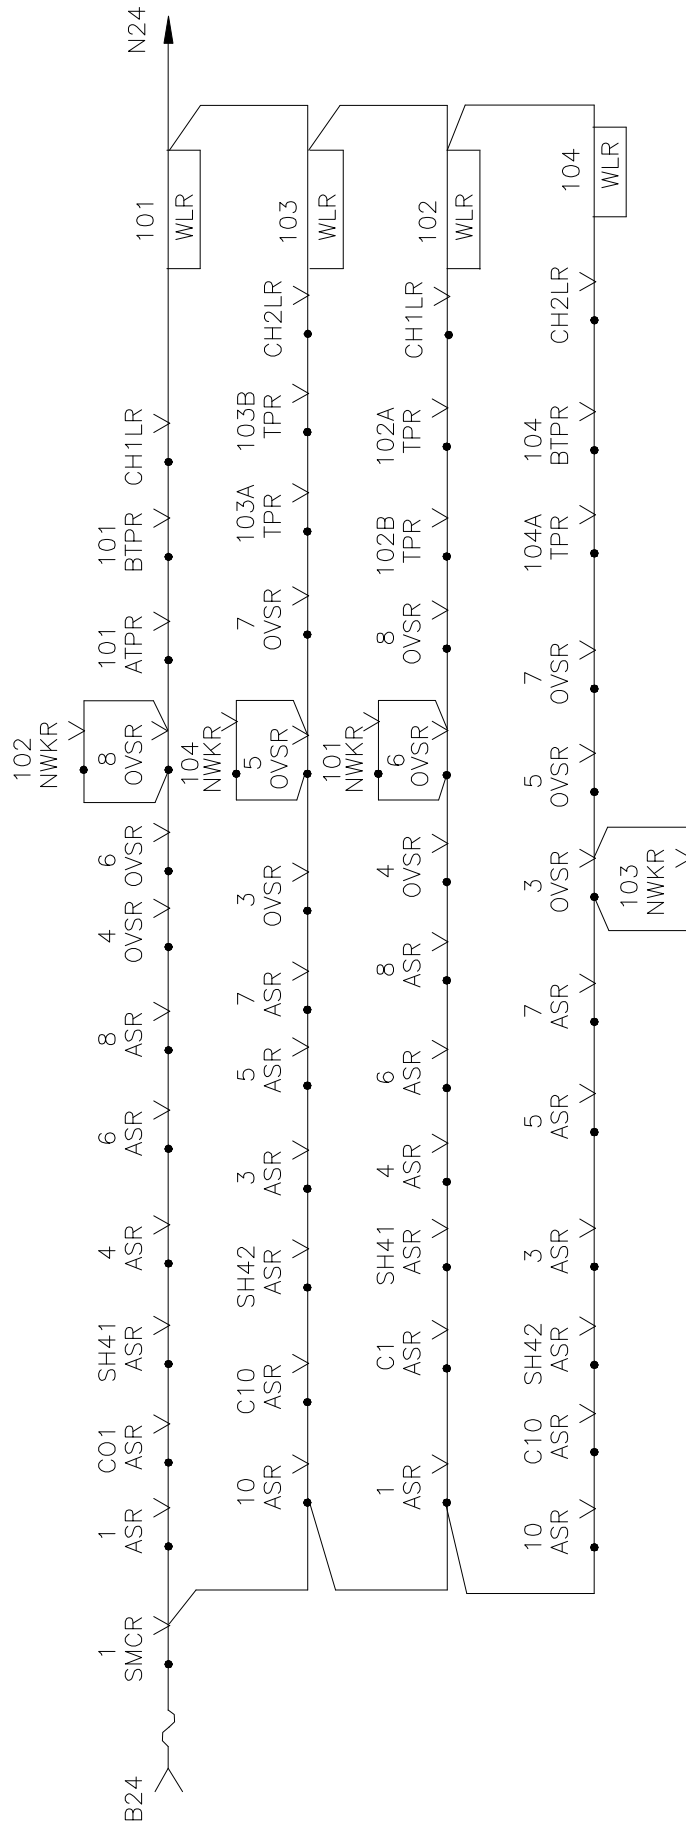 B24
1
SMCR
1
ASR
CO1
ASR
SH41
ASR
4
ASR
6
ASR
8
ASR
4
OVSR
6
OVSR
8
OVSR
102
NWKR
101
ATPR
101
BTPR
CH1LR
101
WLR
N24
10
ASR
C10
ASR
SH42
ASR
3
ASR
5
ASR
7
ASR
3
OVSR
5
OVSR
104
NWKR
7
OVSR
103A
TPR
103B
TPR
CH2LR
103
WLR
1
ASR
C1
ASR
SH41
ASR
4
ASR
6
ASR
8
ASR
4
OVSR
6
OVSR
101
NWKR
8
OVSR
102B
TPR
102A
TPR
CH1LR
102
WLR
10
ASR
C10
ASR
SH42
ASR
3
ASR
5
ASR
7
ASR
3
OVSR
103
NWKR
5
OVSR
7
OVSR
104A
TPR
104
BTPR
CH2LR
104
WLR